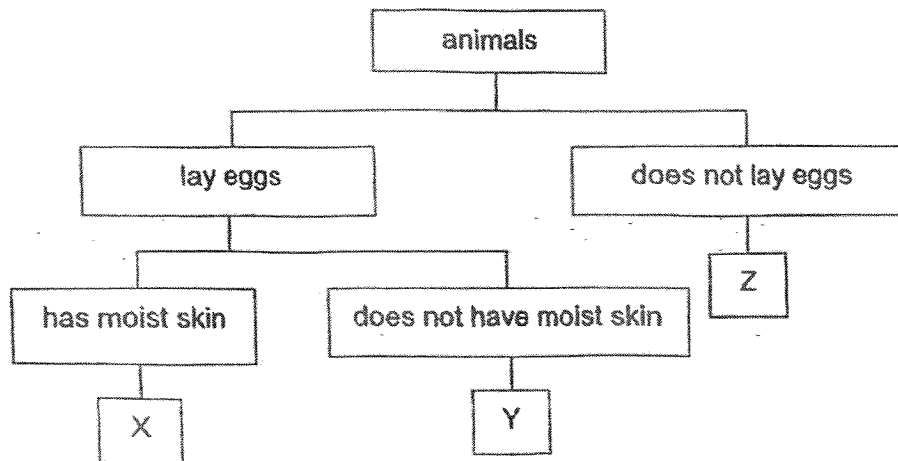 animals
lay eggs
does not lay eggs
Z
has moist skin
does not have moist skin
X
Y